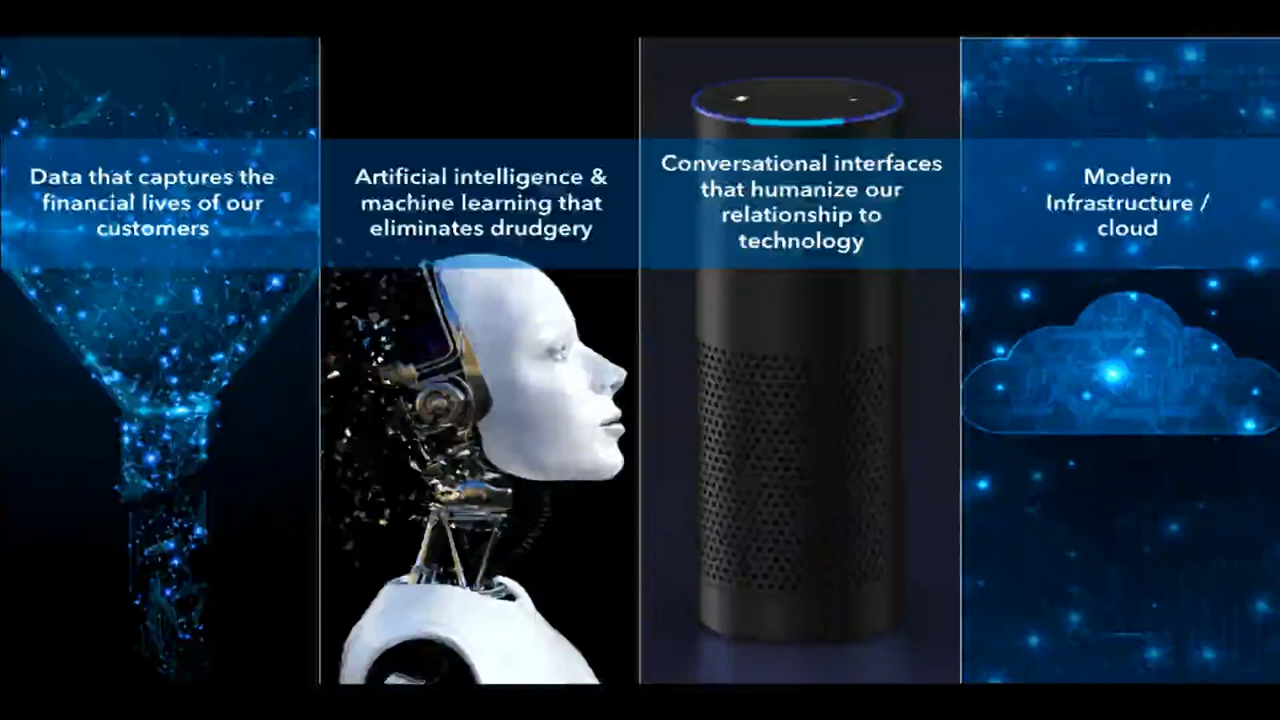 Data that captures the
financial lives of our
customers
Artificial intelligence &
machine learning that
eliminates drudgery
Conversational interfaces
that humanize our
relationship to
technology
Modern
Infrastructure /
cloud